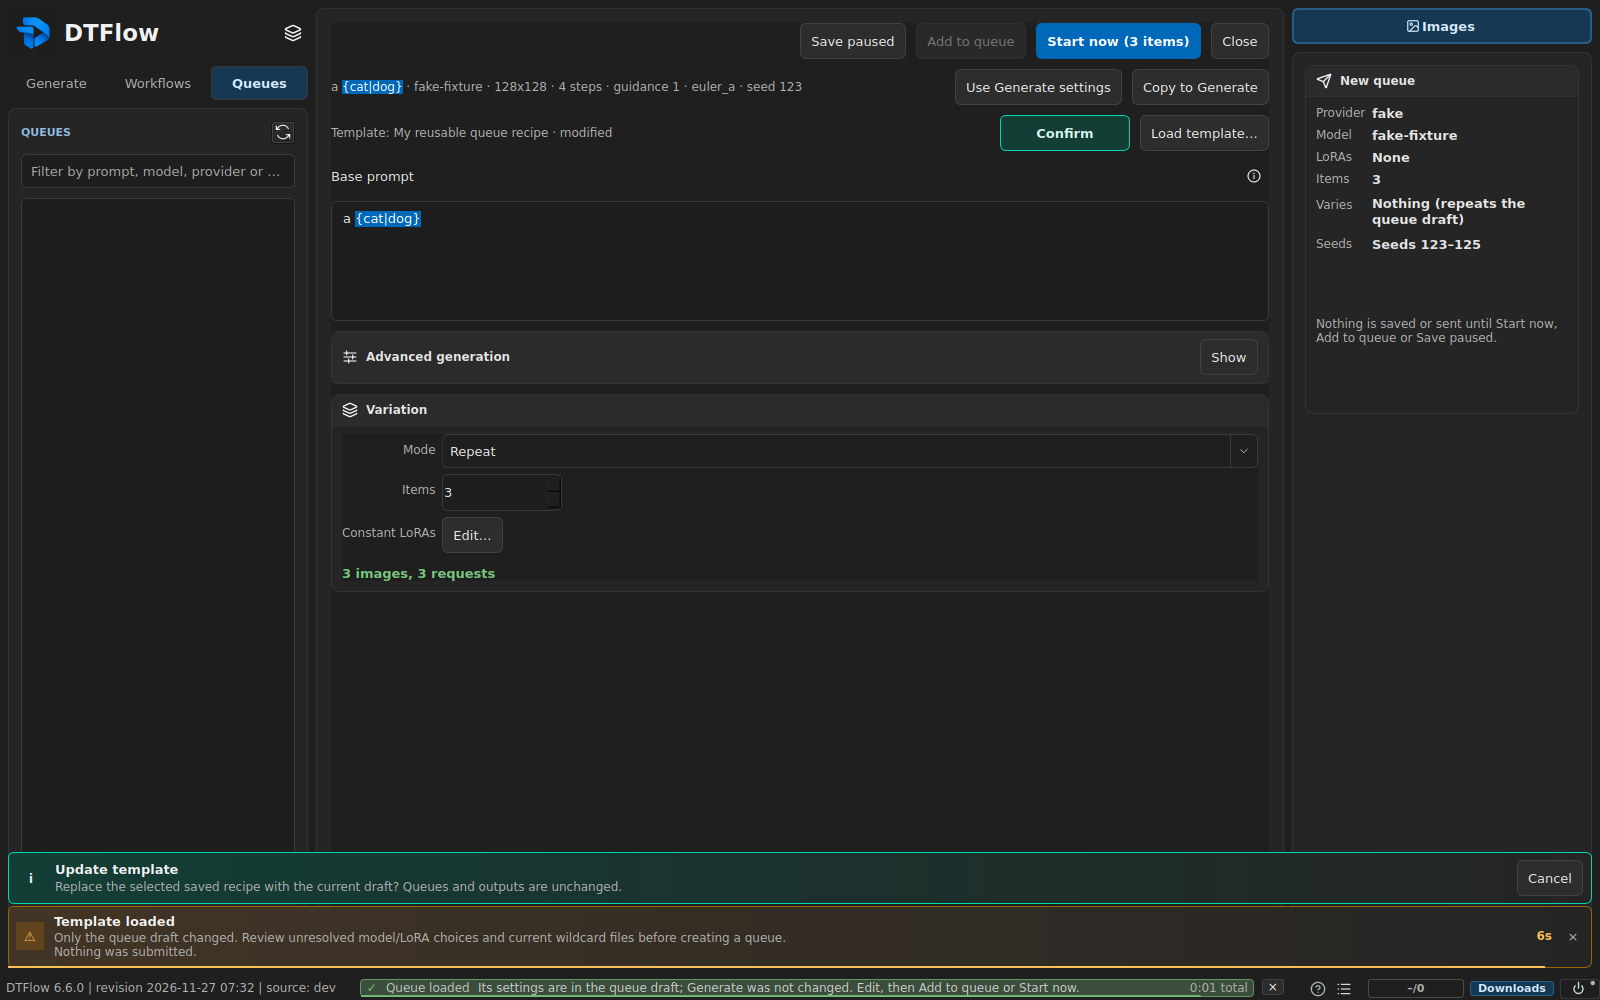 DTFlow
Generate
Workflows
Queues
QUEUES
Filter by prompt, model, provider or ...
Save paused
Add to queue
Start now (3 items)
Close
a {cat|dog} · fake-fixture · 128x128 · 4 steps · guidance 1 · euler_a · seed 123
Use Generate settings
Copy to Generate
Template: My reusable queue recipe · modified
Confirm
Load template...
Base prompt
a {cat|dog}
Advanced generation
Show
Variation
Mode
Repeat
Items
3
Constant LoRAs
Edit...
3 images, 3 requests
Images
New queue
Provider fake
Model fake-fixture
LoRAs None
Items 3
Varies Nothing (repeats the
queue draft)
Seeds Seeds 123–125
Nothing is saved or sent until Start now,
Add to queue or Save paused.
Update template
Replace the selected saved recipe with the current draft? Queues and outputs are unchanged.
Cancel
Template loaded
Only the queue draft changed. Review unresolved model/LoRA choices and current wildcard files before creating a queue.
Nothing was submitted.
6s
DTFlow 6.6.0 | revision 2026-11-27 07:32 | source: dev
Queue loaded Its settings are in the queue draft; Generate was not changed. Edit, then Add to queue or Start now.
0:01 total
–/0
Downloads